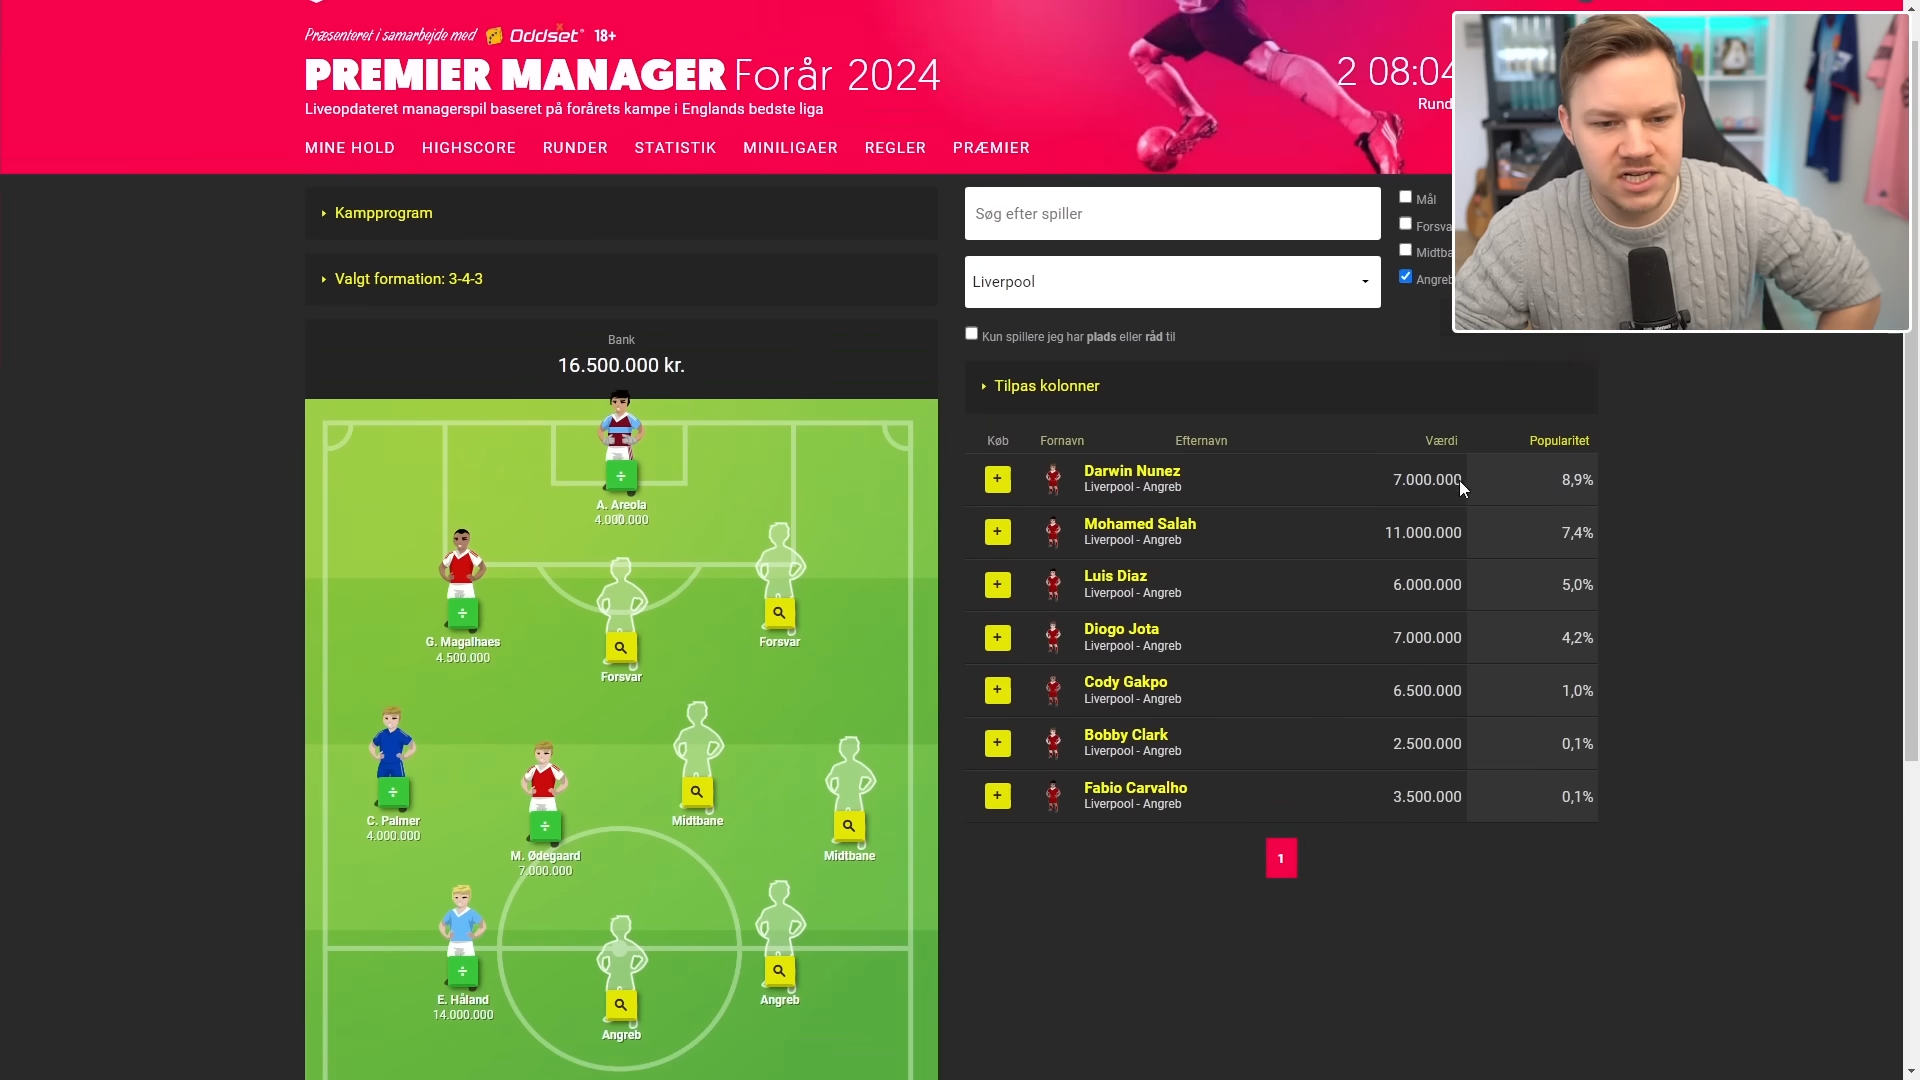 Præsenteret i samarbejde med Oddset 18+
PREMIER MANAGER Forår 2024
Liveopdateret managerspil baseret på forårets kampe i Englands bedste liga
2 08:04
Rund
MINE HOLD HIGHSCORE RUNDER STATISTIK MINILIGAER REGLER PRÆMIER
Kampprogram
Valgt formation: 3-4-3
Bank
16.500.000 kr.
A. Areola
4.000.000
G. Magalhaes
4.500.000
Forsvar
Forsvar
C. Palmer
4.000.000
M. Ødegaard
7.000.000
Midtbane
Midtbane
E. Håland
14.000.000
Angreb
Angreb
Søg efter spiller
Liverpool
Mål
Forsva
Midtba
Angreb
Kun spillere jeg har plads eller råd til
Tilpas kolonner
Køb Fornavn Efternavn Værdi Popularitet
+ Darwin Nunez 7.000.000 8,9%
Liverpool - Angreb
+ Mohamed Salah 11.000.000 7,4%
Liverpool - Angreb
+ Luis Diaz 6.000.000 5,0%
Liverpool - Angreb
+ Diogo Jota 7.000.000 4,2%
Liverpool - Angreb
+ Cody Gakpo 6.500.000 1,0%
Liverpool - Angreb
+ Bobby Clark 2.500.000 0,1%
Liverpool - Angreb
+ Fabio Carvalho 3.500.000 0,1%
Liverpool - Angreb
1